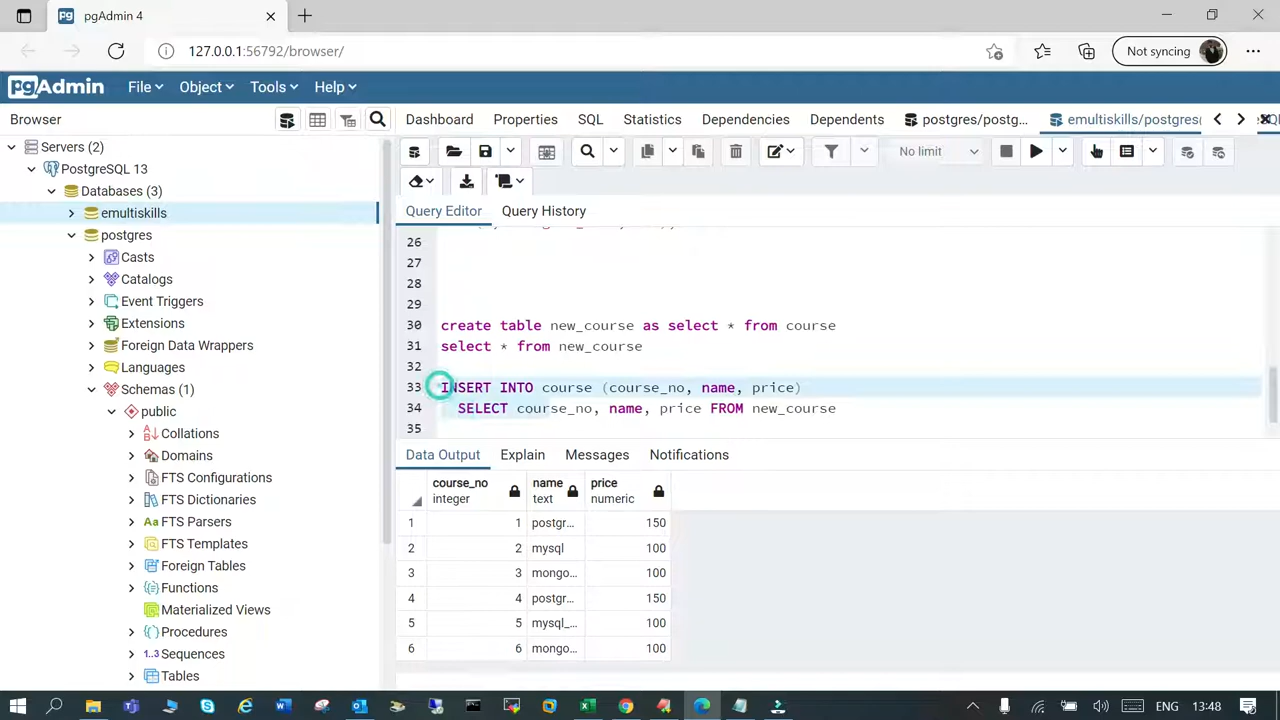 pgAdmin 4
127.0.0.1:56792/browser/
Not syncing
pgAdmin File Object Tools Help
Browser
Dashboard Properties SQL Statistics Dependencies Dependents postgres/postg... emultiskills/postgres(
Servers (2)
PostgreSQL 13
Databases (3)
emultiskills
postgres
Casts
Catalogs
Event Triggers
Extensions
Foreign Data Wrappers
Languages
Schemas (1)
public
Collations
Domains
FTS Configurations
FTS Dictionaries
FTS Parsers
FTS Templates
Foreign Tables
Functions
Materialized Views
Procedures
1..3 Sequences
Tables
No limit
Query Editor Query History
26
27
28
29
30 create table new_course as select * from course
31 select * from new_course
32
33 INSERT INTO course (course_no, name, price)
34 SELECT course_no, name, price FROM new_course
35
Data Output Explain Messages Notifications
course_no name price
integer text numeric
1 1 postgr... 150
2 2 mysql 100
3 3 mongo... 100
4 4 postgr... 150
5 5 mysql_... 100
6 6 mongo... 100
ENG 13:48